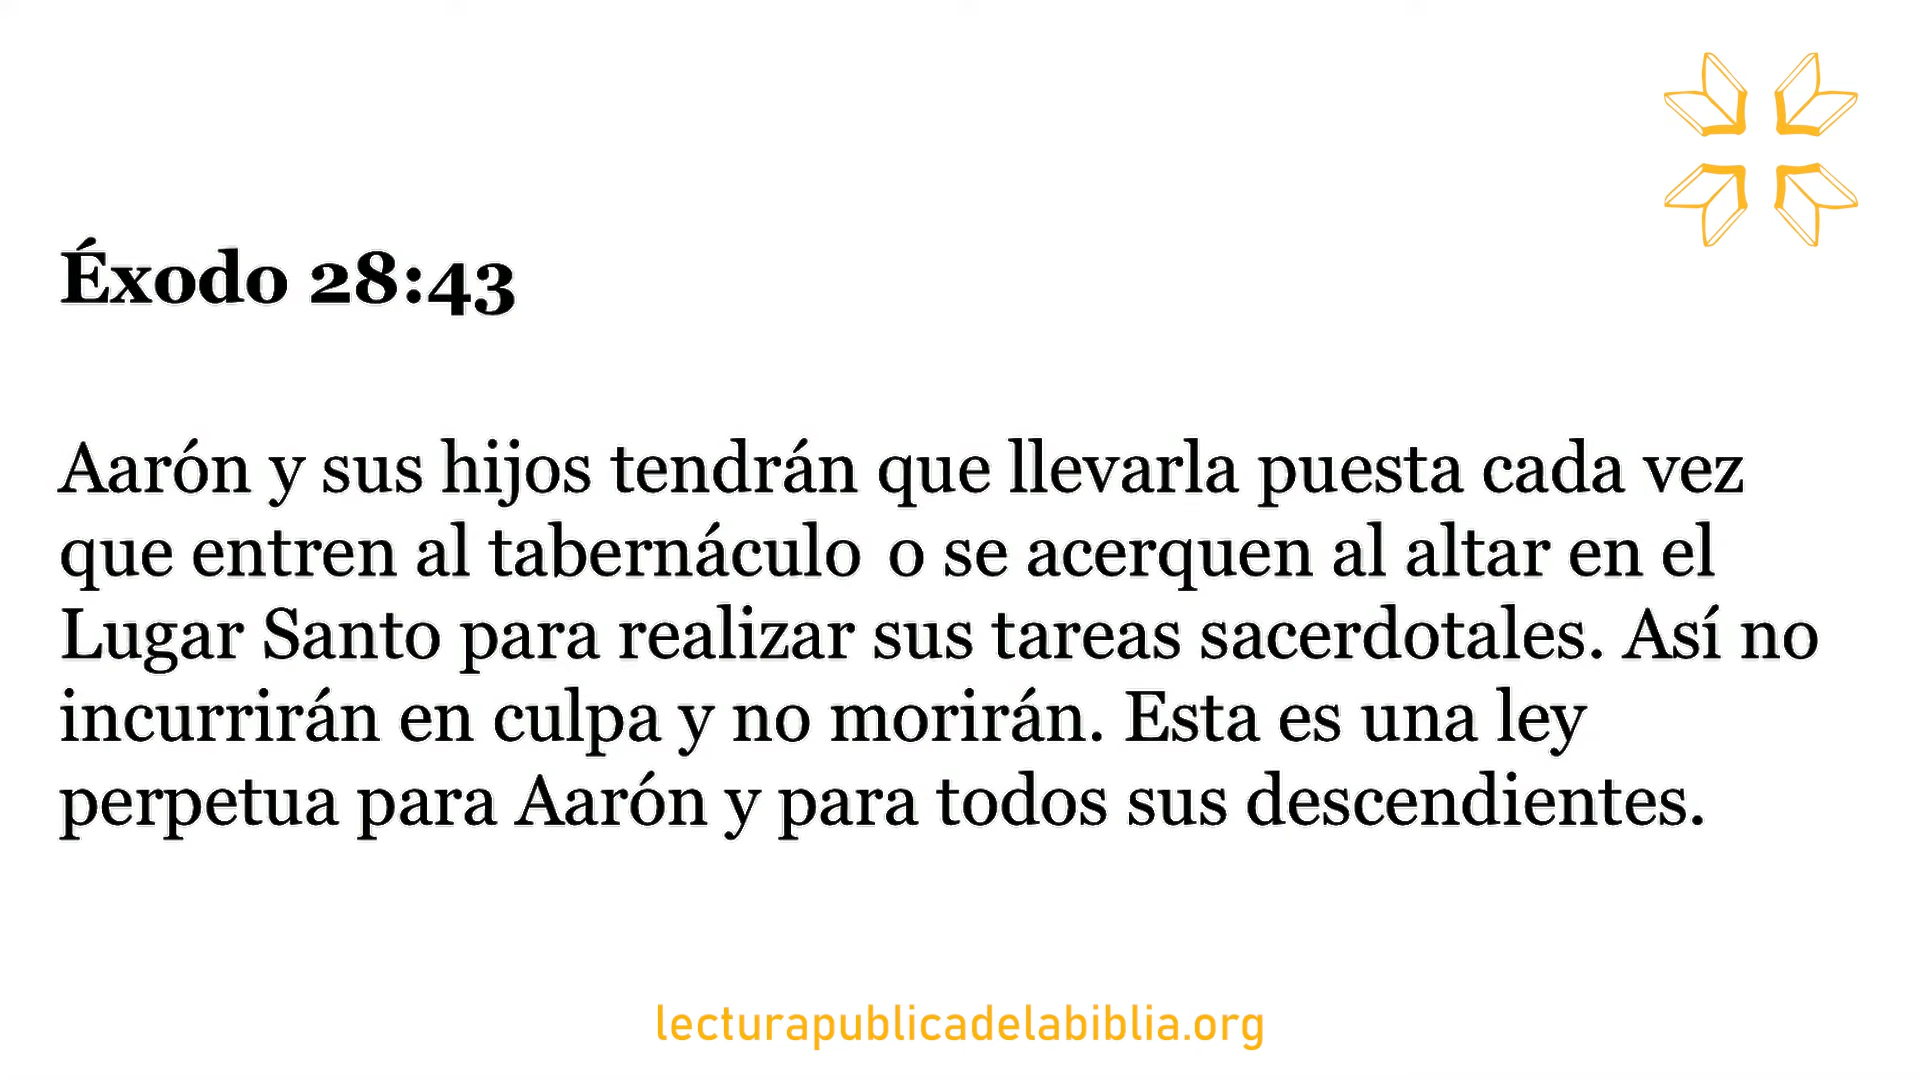 Éxodo 28:43
Aarón y sus hijos tendrán que llevarla puesta cada vez
que entren al tabernáculo o se acerquen al altar en el
Lugar Santo para realizar sus tareas sacerdotales. Así no
incurrirán en culpa y no morirán. Esta es una ley
perpetua para Aarón y para todos sus descendientes.
lecturapublicadelabiblia.org